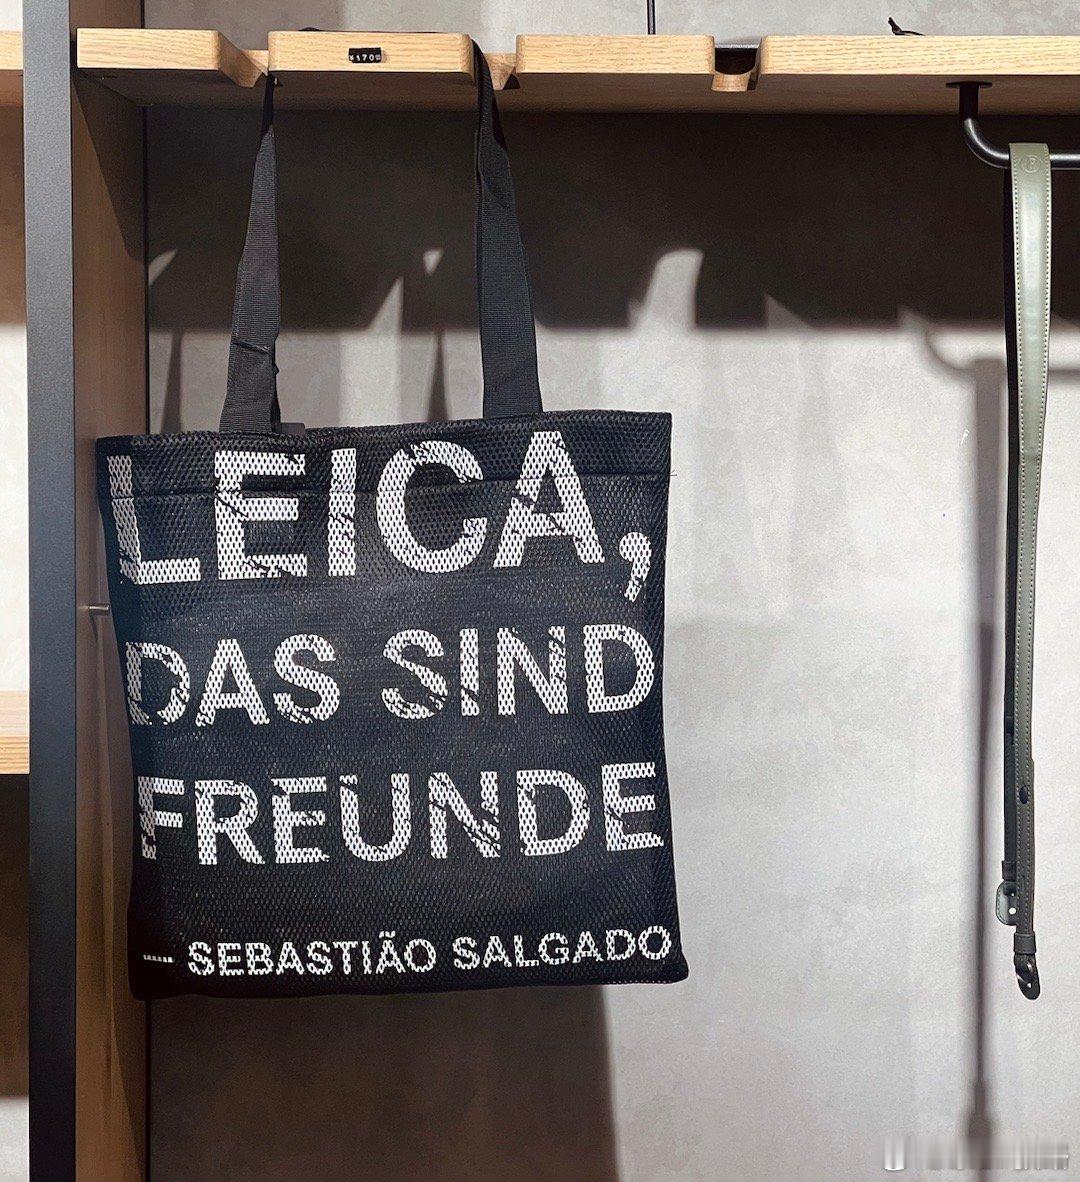 LEICA,
DAS SIND
FREUNDE
— SEBASTIÃO SALGADO